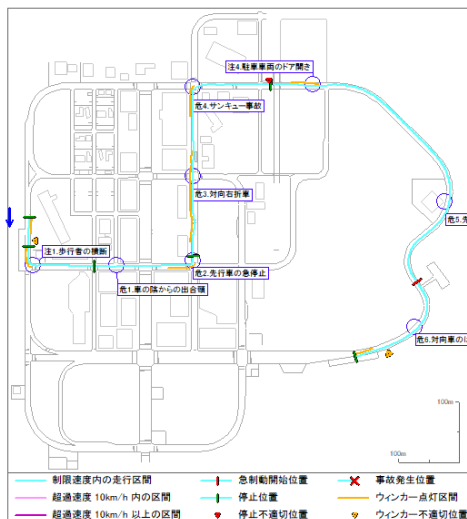 注4.駐車車両のドア開き
危4.サンキュー事故
危3.対向右折車
危5.先
注1.歩行者の横断
危2.先行車の急停止
危1.車の陰からの出合頭
危6.対向車のは
100m
100m
制限速度内の走行区間 急制動開始位置 事故発生位置
超過速度 10km/h 内の区間 停止位置 ウィンカー点灯区間
超過速度 10km/h 以上の区間 停止不適切位置 ウィンカー不適切位置